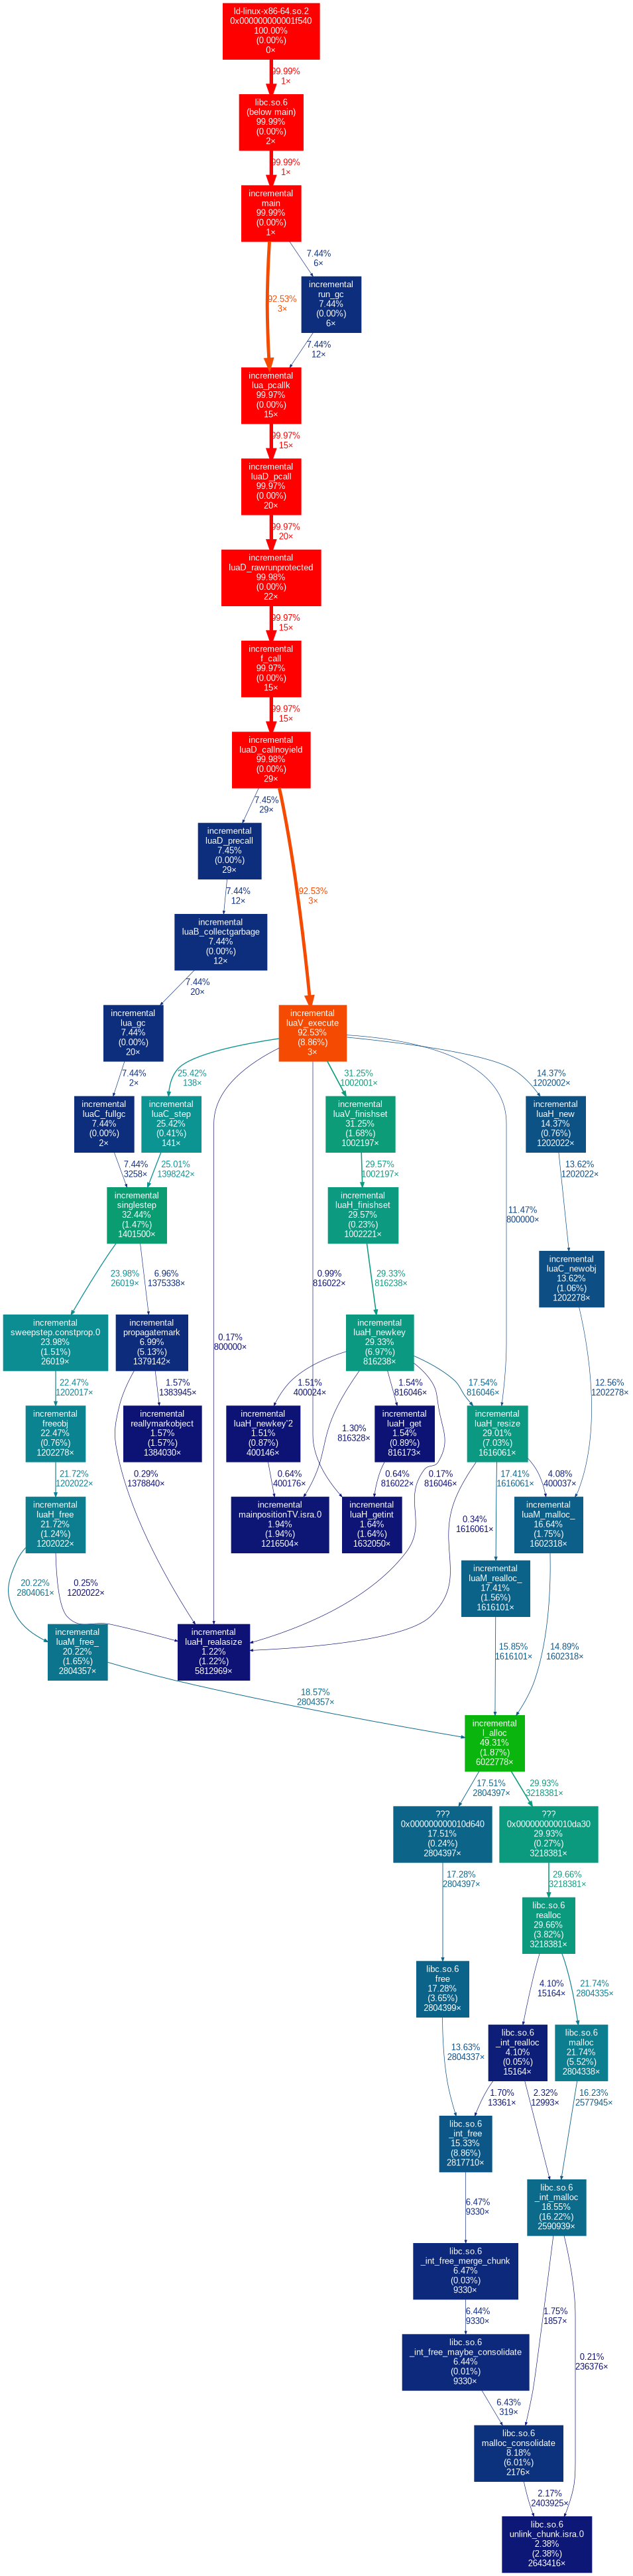 ld-linux-x86-64.so.2
0x000000000001f540
100.00%
(0.00%)
0×
99.99%
1×
libc.so.6
(below main)
99.99%
(0.00%)
2×
99.99%
1×
incremental
main
99.99%
(0.00%)
1×
7.44%
6×
92.53%
3×
incremental
run_gc
7.44%
(0.00%)
6×
7.44%
12×
incremental
lua_pcallk
99.97%
(0.00%)
15×
99.97%
15×
incremental
luaD_pcall
99.97%
(0.00%)
20×
99.97%
20×
incremental
luaD_rawrunprotected
99.98%
(0.00%)
22×
99.97%
15×
incremental
f_call
99.97%
(0.00%)
15×
99.97%
15×
incremental
luaD_callnoyield
99.98%
(0.00%)
29×
7.45%
29×
incremental
luaD_precall
7.45%
(0.00%)
29×
7.44%
12×
92.53%
3×
incremental
luaB_collectgarbage
7.44%
(0.00%)
12×
7.44%
20×
incremental
lua_gc
7.44%
(0.00%)
20×
incremental
luaV_execute
92.53%
(8.86%)
3×
7.44%
2×
25.42%
138×
31.25%
1002001×
14.37%
1202002×
incremental
luaC_fullgc
7.44%
(0.00%)
2×
incremental
luaC_step
25.42%
(0.41%)
141×
incremental
luaV_finishset
31.25%
(1.68%)
1002197×
incremental
luaH_new
14.37%
(0.76%)
1202022×
7.44%
3258×
25.01%
1398242×
29.57%
1002197×
13.62%
1202022×
incremental
singlestep
32.44%
(1.47%)
1401500×
incremental
luaH_finishset
29.57%
(0.23%)
1002221×
11.47%
800000×
incremental
luaC_newobj
13.62%
(1.06%)
1202278×
23.98%
26019×
6.96%
1375338×
0.99%
816022×
29.33%
816238×
incremental
sweepstep.constprop.0
23.98%
(1.51%)
26019×
incremental
propagatemark
6.99%
(5.13%)
1379142×
0.17%
800000×
incremental
luaH_newkey
29.33%
(6.97%)
816238×
22.47%
1202017×
1.57%
1383945×
1.51%
400024×
1.54%
816046×
17.54%
816046×
12.56%
1202278×
incremental
freeobj
22.47%
(0.76%)
1202278×
incremental
reallymarkobject
1.57%
(1.57%)
1384030×
incremental
luaH_newkey'2
1.51%
(0.87%)
400146×
1.30%
816328×
incremental
luaH_get
1.54%
(0.89%)
816173×
incremental
luaH_resize
29.01%
(7.03%)
1616061×
21.72%
1202022×
0.29%
1378840×
0.64%
400176×
0.64%
816022×
0.17%
816046×
17.41%
1616061×
4.08%
400037×
incremental
luaH_free
21.72%
(1.24%)
1202022×
incremental
mainpositionTV.isra.0
1.94%
(1.94%)
1216504×
incremental
luaH_getint
1.64%
(1.64%)
1632050×
0.34%
1616061×
incremental
luaM_malloc_
16.64%
(1.75%)
1602318×
20.22%
2804061×
0.25%
1202022×
incremental
luaM_realloc_
17.41%
(1.56%)
1616101×
incremental
luaM_free_
20.22%
(1.65%)
2804357×
incremental
luaH_realasize
1.22%
(1.22%)
5812969×
15.85%
1616101×
14.89%
1602318×
18.57%
2804357×
incremental
l_alloc
49.31%
(1.87%)
6022778×
17.51%
2804397×
29.93%
3218381×
???
0x000000000010d640
17.51%
(0.24%)
2804397×
???
0x000000000010da30
29.93%
(0.27%)
3218381×
17.28%
2804397×
29.66%
3218381×
libc.so.6
realloc
29.66%
(3.82%)
3218381×
libc.so.6
free
17.28%
(3.65%)
2804399×
4.10%
15164×
21.74%
2804335×
13.63%
2804337×
libc.so.6
_int_realloc
4.10%
(0.05%)
15164×
libc.so.6
malloc
21.74%
(5.52%)
2804338×
1.70%
13361×
2.32%
12993×
16.23%
2577945×
libc.so.6
_int_free
15.33%
(8.86%)
2817710×
libc.so.6
_int_malloc
18.55%
(16.22%)
2590939×
6.47%
9330×
libc.so.6
_int_free_merge_chunk
6.47%
(0.03%)
9330×
6.44%
9330×
1.75%
1857×
libc.so.6
_int_free_maybe_consolidate
6.44%
(0.01%)
9330×
0.21%
236376×
6.43%
319×
libc.so.6
malloc_consolidate
8.18%
(6.01%)
2176×
2.17%
2403925×
libc.so.6
unlink_chunk.isra.0
2.38%
(2.38%)
2643416×